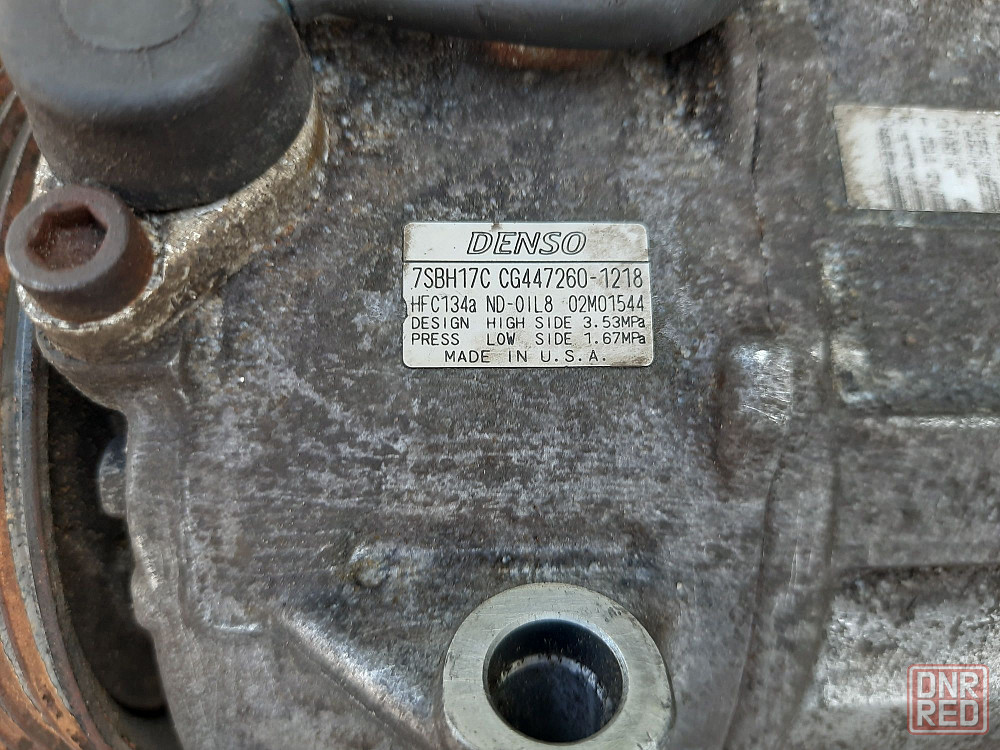 DENSO
7SBH17C CG447260-1218
HFC134a ND-OIL8 02M01544
DESIGN HIGH SIDE 3.53MPa
PRESS LOW SIDE 1.67MPa
MADE IN U.S.A.
DNR
RED